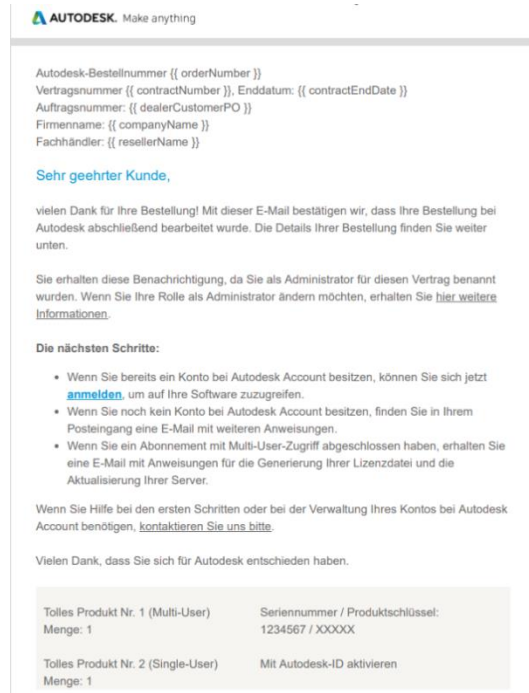 AUTODESK. Make anything
Autodesk-Bestellnummer {{ orderNumber }}
Vertragsnummer {{ contractNumber }}, Enddatum: {{ contractEndDate }}
Auftragsnummer: {{ dealerCustomerPO }}
Firmenname: {{ companyName }}
Fachhändler: {{ resellerName }}
Sehr geehrter Kunde,
vielen Dank für Ihre Bestellung! Mit dieser E-Mail bestätigen wir, dass Ihre Bestellung bei
Autodesk abschließend bearbeitet wurde. Die Details Ihrer Bestellung finden Sie weiter
unten.
Sie erhalten diese Benachrichtigung, da Sie als Administrator für diesen Vertrag benannt
wurden. Wenn Sie Ihre Rolle als Administrator ändern möchten, erhalten Sie hier weitere
Informationen.
Die nächsten Schritte:
• Wenn Sie bereits ein Konto bei Autodesk Account besitzen, können Sie sich jetzt
anmelden, um auf Ihre Software zuzugreifen.
• Wenn Sie noch kein Konto bei Autodesk Account besitzen, finden Sie in Ihrem
Posteingang eine E-Mail mit weiteren Anweisungen.
• Wenn Sie ein Abonnement mit Multi-User-Zugriff abgeschlossen haben, erhalten Sie
eine E-Mail mit Anweisungen für die Generierung Ihrer Lizenzdatei und die
Aktualisierung Ihrer Server.
Wenn Sie Hilfe bei den ersten Schritten oder bei der Verwaltung Ihres Kontos bei Autodesk
Account benötigen, kontaktieren Sie uns bitte.
Vielen Dank, dass Sie sich für Autodesk entschieden haben.
Tolles Produkt Nr. 1 (Multi-User)
Menge: 1
Seriennummer / Produktschlüssel:
1234567 / XXXXX
Tolles Produkt Nr. 2 (Single-User)
Menge: 1
Mit Autodesk-ID aktivieren